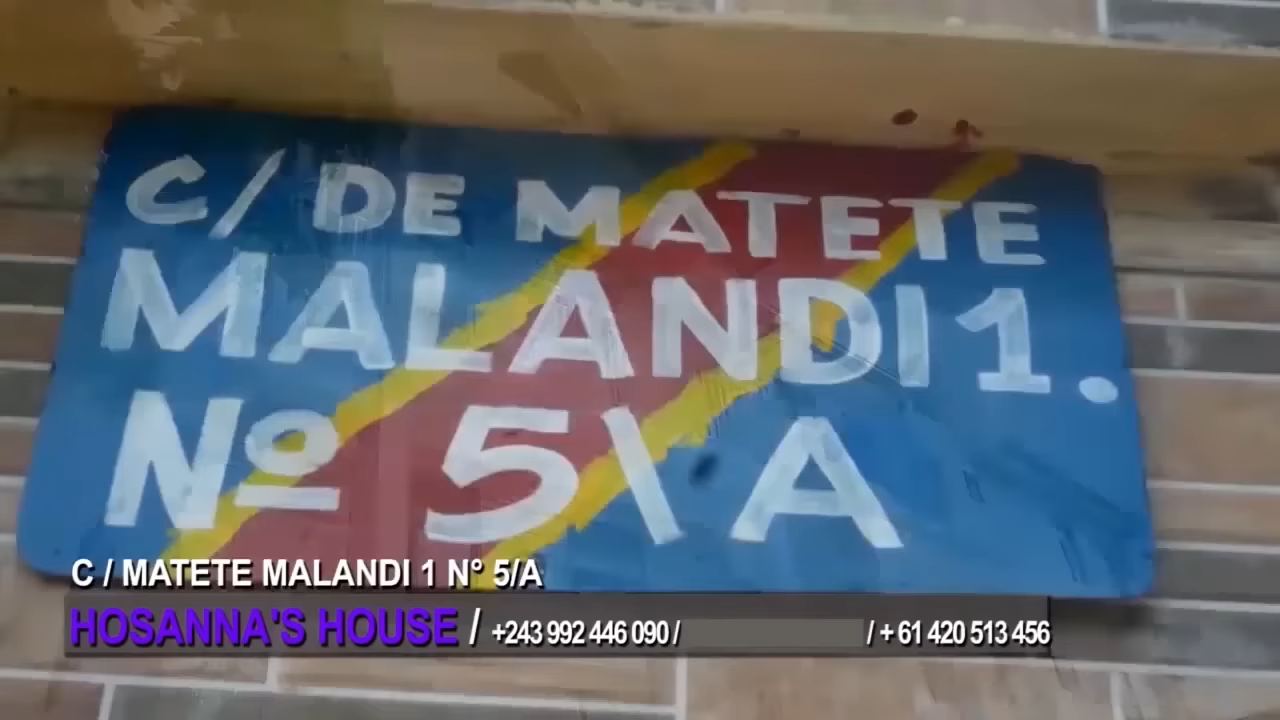 C/ DE MATETE
MALANDI 1.
Nº 5\A
C / MATETE MALANDI 1 N° 5/A
HOSANNA'S HOUSE / +243 992 446 090 / / + 61 420 513 456